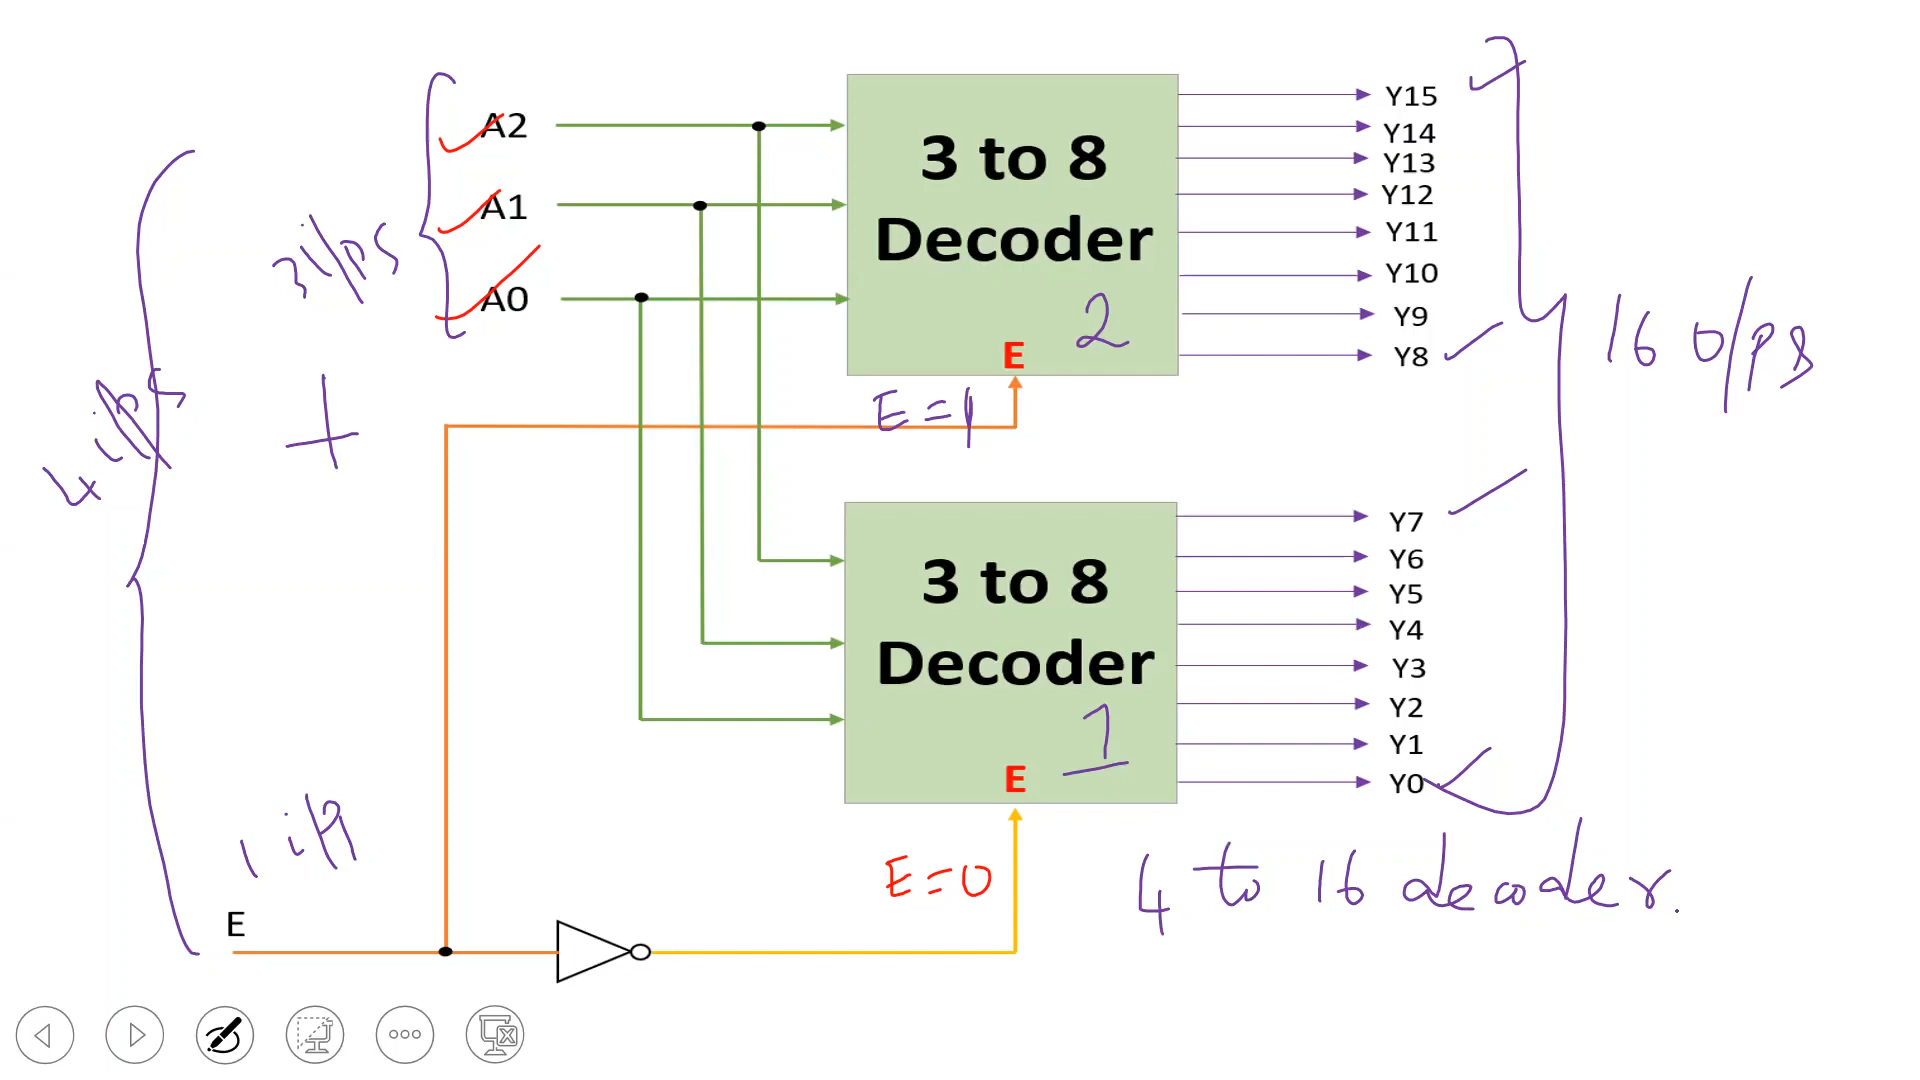 A2
A1
A0
3 i/ps
4 i/ps
+
1 i/p
E
3 to 8
Decoder
2
E
E = 1
3 to 8
Decoder
1
E
E = 0
Y15
Y14
Y13
Y12
Y11
Y10
Y9
Y8
Y7
Y6
Y5
Y4
Y3
Y2
Y1
Y0
16 o/ps
4 to 16 decoder.